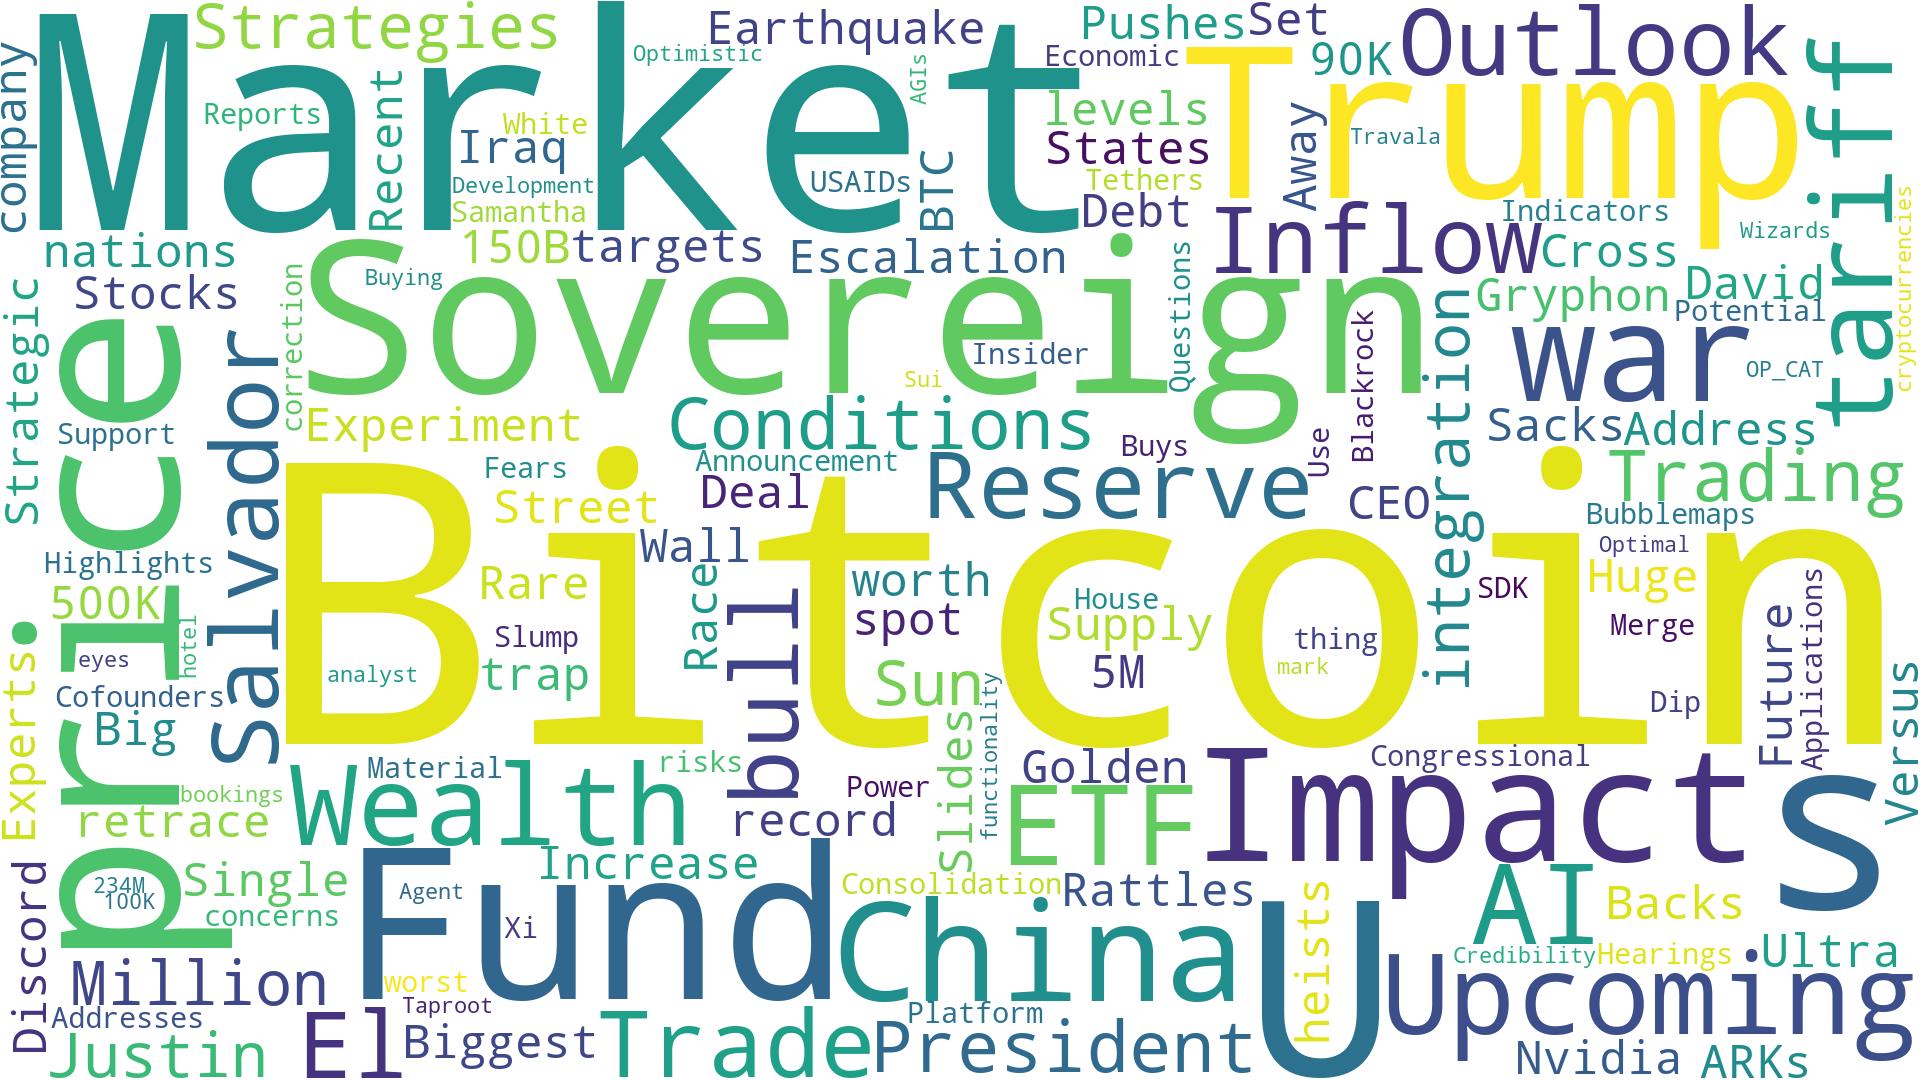 Market
Strategies
Earthquake
Pushes
Set
Outlook
Optimistic
Economic
Trump
90K
tariff
company
Recent
AGIs
Reports
White
Iraq
levels
States
Away
Travala
Development
USAIDs
BTC
Tethers
Samantha
Debt
Inflow
Indicators
Wizards
cryptocurrencies
nations
150B
targets
Escalation
Cross
Stocks
Buying
Sovereign
Questions
Gryphon
David
Potential
Strategic
price
Salvador
correction
Insider
Sui
Blackrock
integration
war
OP_CAT
Support
Experiment
Conditions
Buys
Use
Sacks
Address
Fears
Announcement
Reserve
Trading
Street
Deal
CEO
Bubblemaps
Highlights
Bitcoin
Wall
Optimal
500K
Rare
Race
bull
worth
House
SDK
Huge
hotel
Slump
spot
Supply
thing
Merge
Future
Applications
Experts
eyes
analyst
trap
Sun
5M
mark
Cofounders
Dip
Versus
Big
Slides
functionality
Wealth
Material
risks
Golden
Congressional
bookings
Power
retrace
record
ETF
Impact
s
Discord
234M
100K
Single
Agent
Increase
Consolidation
Rattles
heists
AI
Backs
concerns
Fund
Xi
China
U
Credibility
Hearings
Ultra
Million
worst
Upcoming
Addresses
Taproot
Platform
Justin
El
Biggest
Trade
President
Nvidia
ARKs